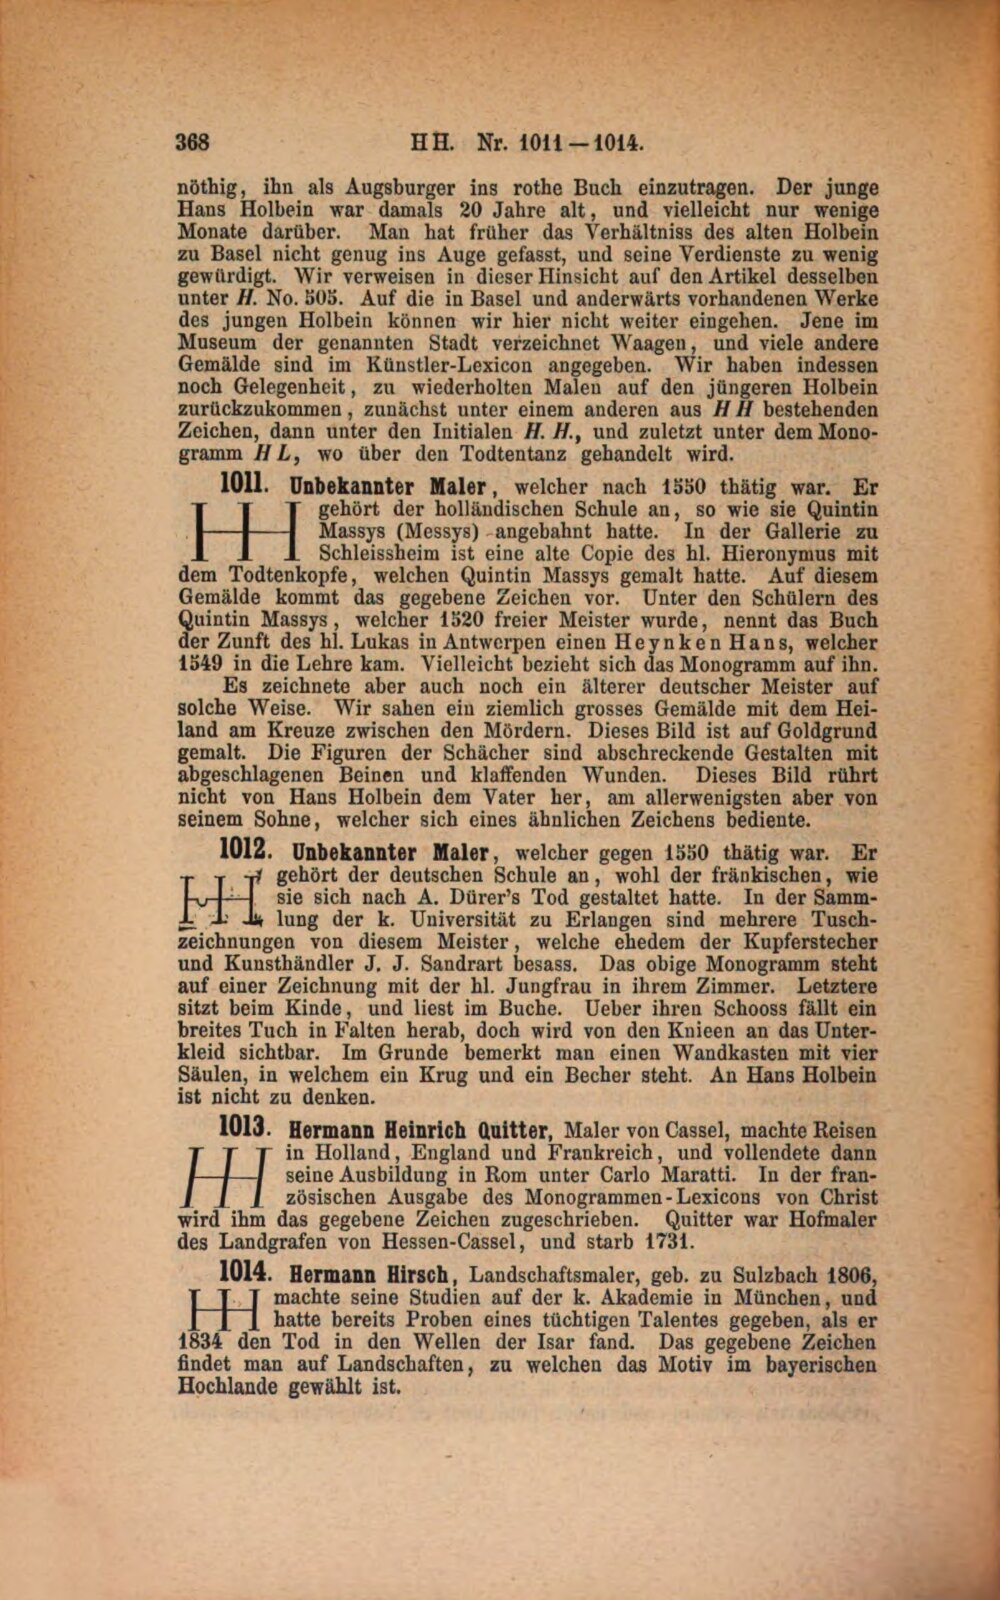 368 HH. Nr. 1011—1014.
nöthig, ihn als Augsburger ins rothe Buch einzutragen. Der junge
Hans Holbein war damals 20 Jahre alt, und vielleicht nur wenige
Monate darüber. Man hat früher das Verhältniss des alten Holbein
zu Basel nicht genug ins Auge gefasst, und seine Verdienste zu wenig
gewürdigt. Wir verweisen in dieser Hinsicht auf den Artikel desselben
unter H. No. 505. Auf die in Basel und anderwärts vorhandenen Werke
des jungen Holbein können wir hier nicht weiter eingehen. Jene im
Museum der genannten Stadt verzeichnet Waagen, und viele andere
Gemälde sind im Künstler-Lexicon angegeben. Wir haben indessen
noch Gelegenheit, zu wiederholten Malen auf den jüngeren Holbein
zurückzukommen, zunächst unter einem anderen aus HH bestehenden
Zeichen, dann unter den Initialen H. H., und zuletzt unter dem Mono-
gramm HL, wo über den Todtentanz gehandelt wird.
1011. Unbekannter Maler, welcher nach 1550 thätig war. Er
gehört der holländischen Schule an, so wie sie Quintin
Massys (Messys) angebahnt hatte. In der Gallerie zu
Schleissheim ist eine alte Copie des hl. Hieronymus mit
dem Todtenkopfe, welchen Quintin Massys gemalt hatte. Auf diesem
Gemälde kommt das gegebene Zeichen vor. Unter den Schülern des
Quintin Massys, welcher 1520 freier Meister wurde, nennt das Buch
der Zunft des hl. Lukas in Antwerpen einen Heynken Hans, welcher
1549 in die Lehre kam. Vielleicht bezieht sich das Monogramm auf ihn.
Es zeichnete aber auch noch ein älterer deutscher Meister auf
solche Weise. Wir sahen ein ziemlich grosses Gemälde mit dem Hei-
land am Kreuze zwischen den Mördern. Dieses Bild ist auf Goldgrund
gemalt. Die Figuren der Schächer sind abschreckende Gestalten mit
abgeschlagenen Beinen und klaffenden Wunden. Dieses Bild rührt
nicht von Hans Holbein dem Vater her, am allerwenigsten aber von
seinem Sohne, welcher sich eines ähnlichen Zeichens bediente.
1012. Unbekannter Maler, welcher gegen 1550 thätig war. Er
gehört der deutschen Schule an, wohl der fränkischen, wie
sie sich nach A. Dürer's Tod gestaltet hatte. In der Samm-
lung der k. Universität zu Erlangen sind mehrere Tusch-
zeichnungen von diesem Meister, welche ehedem der Kupferstecher
und Kunsthändler J. J. Sandrart besass. Das obige Monogramm steht
auf einer Zeichnung mit der hl. Jungfrau in ihrem Zimmer. Letztere
sitzt beim Kinde, und liest im Buche. Ueber ihren Schooss fällt ein
breites Tuch in Falten herab, doch wird von den Knieen an das Unter-
kleid sichtbar. Im Grunde bemerkt man einen Wandkasten mit vier
Säulen, in welchem ein Krug und ein Becher steht. An Hans Holbein
ist nicht zu denken.
1013. Hermann Heinrich Quitter, Maler von Cassel, machte Reisen
in Holland, England und Frankreich, und vollendete dann
seine Ausbildung in Rom unter Carlo Maratti. In der fran-
zösischen Ausgabe des Monogrammen-Lexicons von Christ
wird ihm das gegebene Zeichen zugeschrieben. Quitter war Hofmaler
des Landgrafen von Hessen-Cassel, und starb 1731.
1014. Hermann Hirsch, Landschaftsmaler, geb. zu Sulzbach 1806,
machte seine Studien auf der k. Akademie in München, und
hatte bereits Proben eines tüchtigen Talentes gegeben, als er
1834 den Tod in den Wellen der Isar fand. Das gegebene Zeichen
findet man auf Landschaften, zu welchen das Motiv im bayerischen
Hochlande gewählt ist.